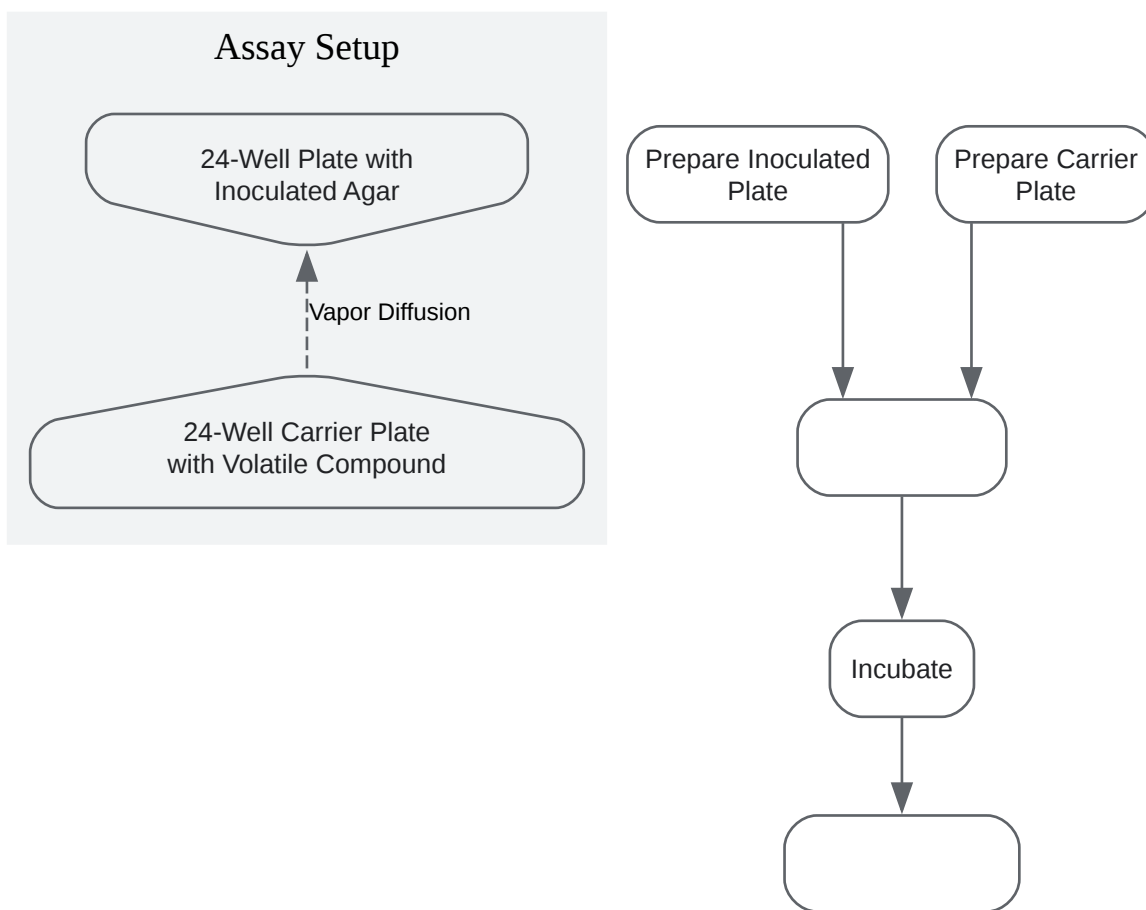 Assay Setup
24-Well Plate with
Inoculated Agar
Vapor Diffusion
24-Well Carrier Plate
with Volatile Compound
Prepare Inoculated
Plate
Prepare Carrier
Plate
Incubate